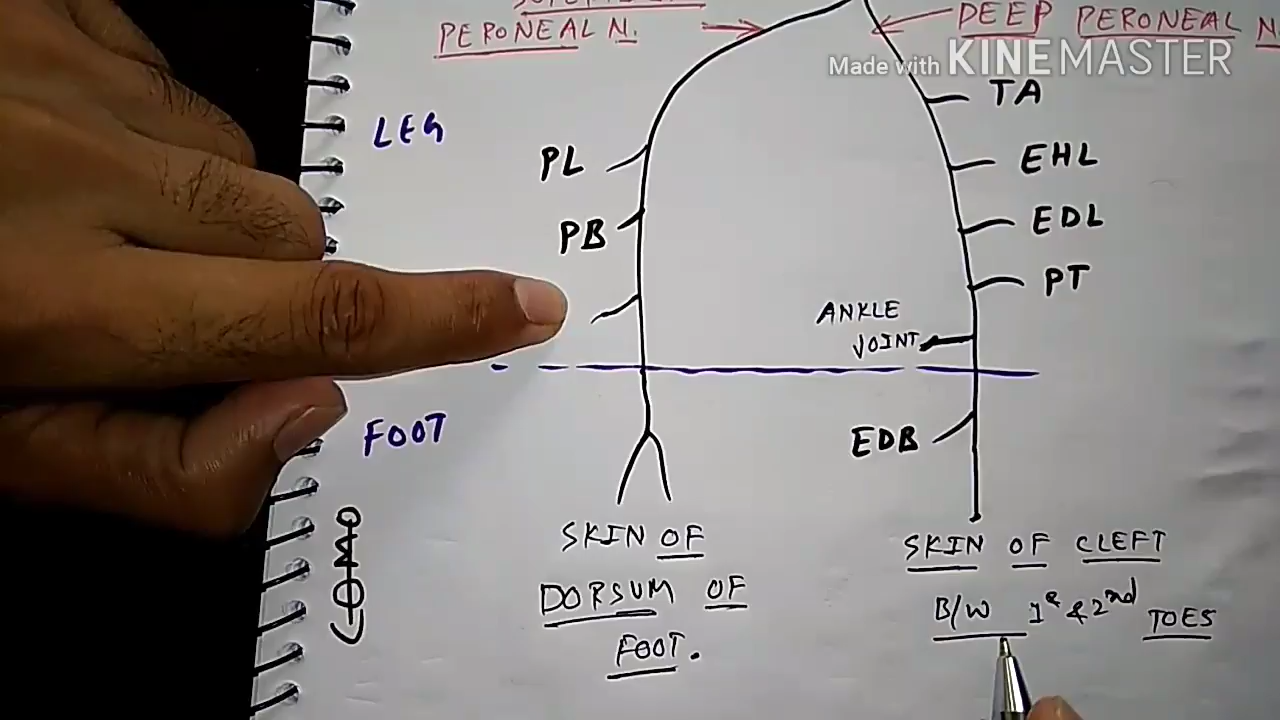 PERONEAL N.
DEEP PERONEAL N
Made with KINEMASTER
LEG
TA
PL
EHL
PB
EDL
PT
ANKLE
JOINT
FOOT
EDB
SKIN OF
DORSUM OF
FOOT.
SKIN OF CLEFT
B/W 1st & 2nd TOES